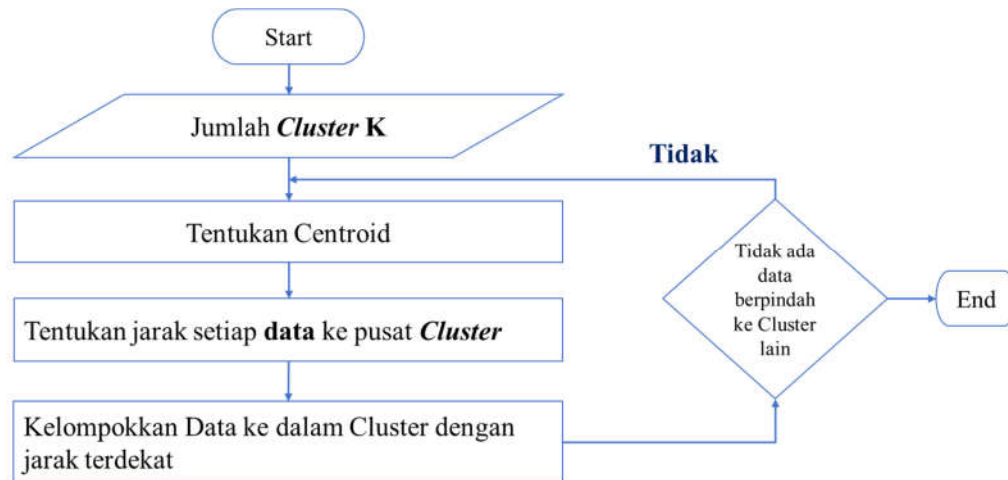 Start
Jumlah Cluster K
Tidak
Tentukan Centroid
Tentukan jarak setiap data ke pusat Cluster
Kelompokkan Data ke dalam Cluster dengan
jarak terdekat
Tidak ada
data
berpindah
ke Cluster
lain
End